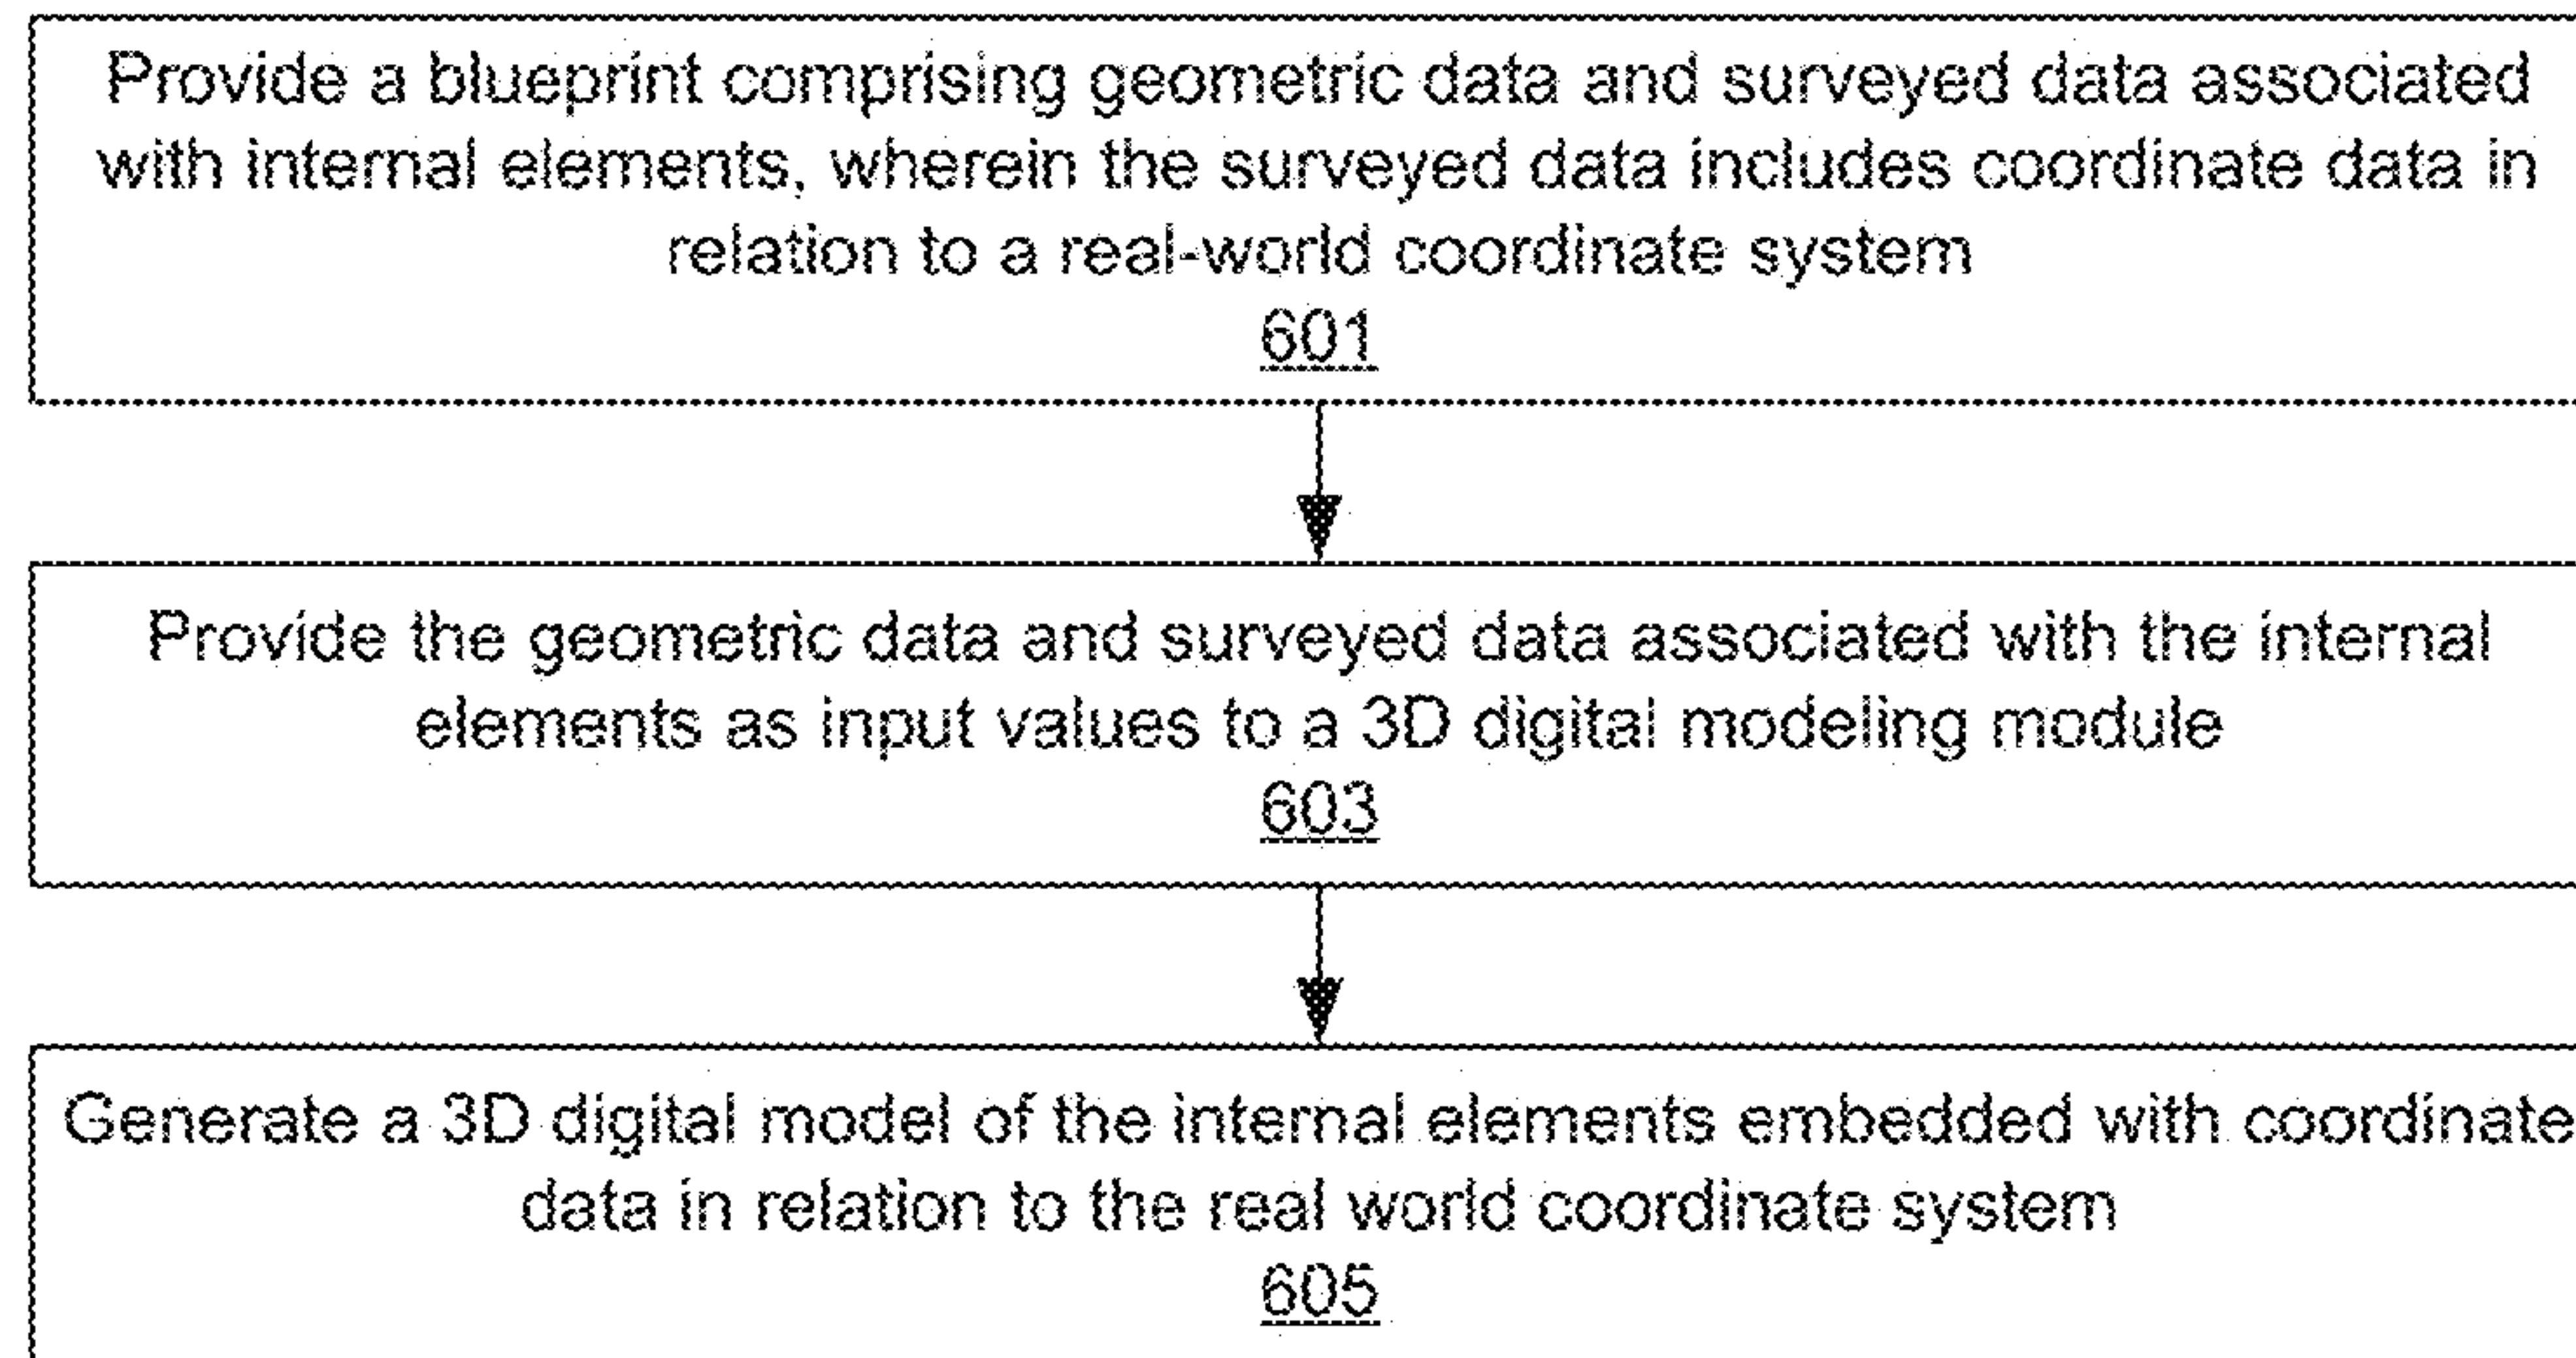 Provide a blueprint comprising geometric data and surveyed data associated
with internal elements, wherein the surveyed data includes coordinate data in
relation to a real-world coordinate system
601
Provide the geometric data and surveyed data associated with the internal
elements as input values to a 3D digital modeling module
603
Generate a 3D digital model of the internal elements embedded with coordinate
data in relation to the real world coordinate system
605